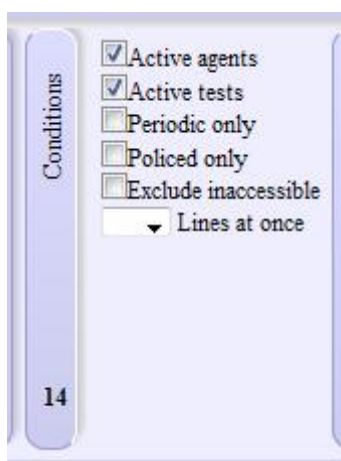 Conditions
14
Active agents
Active tests
Periodic only
Policed only
Exclude inaccessible
Lines at once